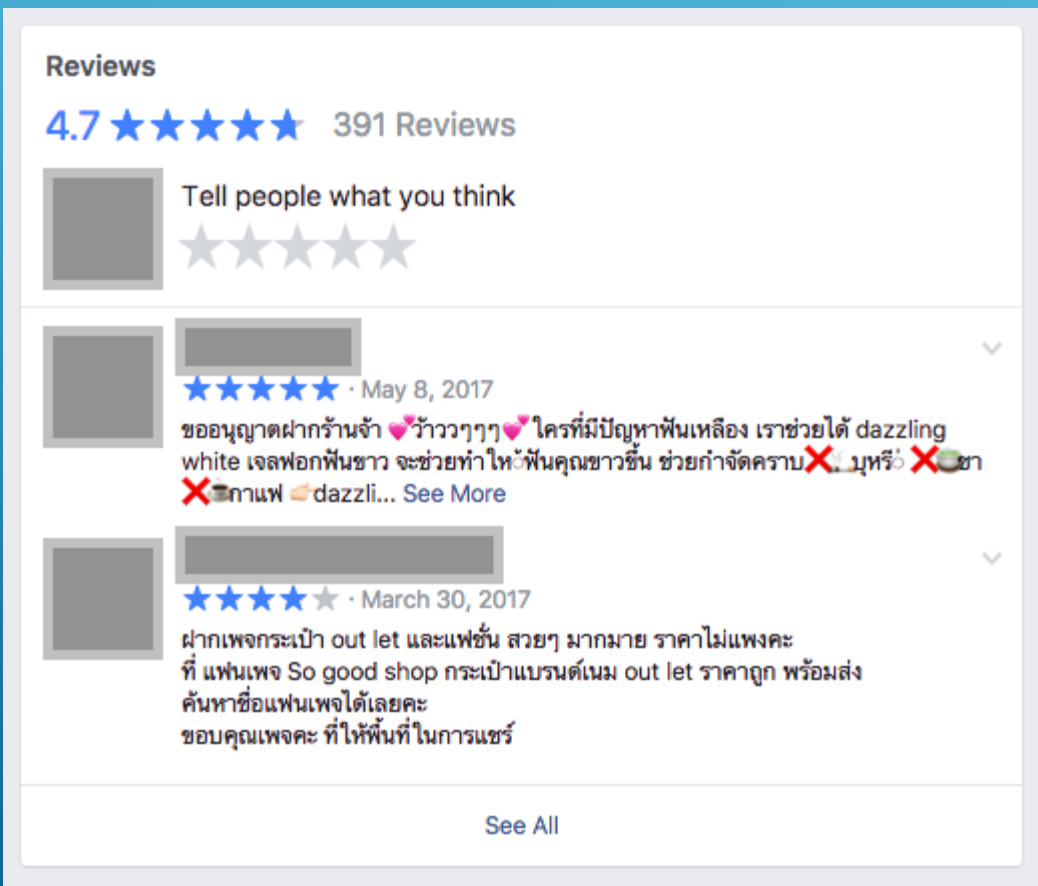 Reviews
4.7 ★★★★★ 391 Reviews
Tell people what you think
★★★★★ · May 8, 2017
ขออนุญาตฝากร้านจ้า 💕ว้าววๆๆๆ💕 ใครที่มีปัญหาฟันเหลือง เราช่วยได้ dazzling
white เจลฟอกฟันขาว จะช่วยทำให้ฟันคุณขาวขึ้น ช่วยกำจัดคราบ❌🚬บุหรี่ ❌🍵ชา
❌☕กาแฟ 👉🏻dazzli... See More
★★★★★ · March 30, 2017
ฝากเพจกระเป๋า out let และแฟชั่น สวยๆ มากมาย ราคาไม่แพงคะ
ที่ แฟนเพจ So good shop กระเป๋าแบรนด์เนม out let ราคาถูก พร้อมส่ง
ค้นหาชื่อแฟนเพจได้เลยคะ
ขอบคุณเพจคะ ที่ให้พื้นที่ในการแชร์
See All